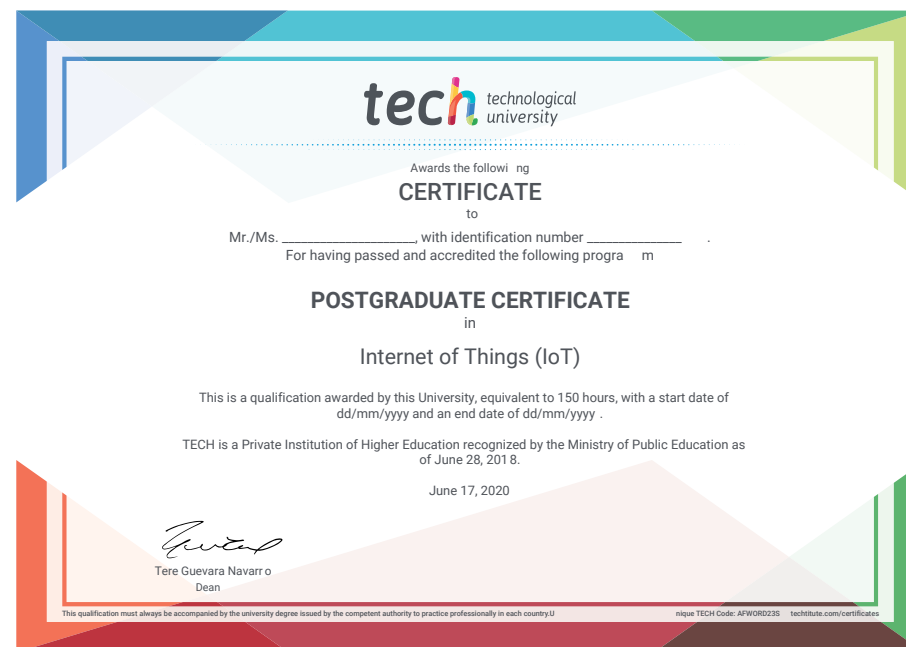 tech technological
university
Awards the followi ng
CERTIFICATE
to
Mr./Ms. ___________________, with identification number ______________ .
For having passed and accredited the following progra m
POSTGRADUATE CERTIFICATE
in
Internet of Things (IoT)
This is a qualification awarded by this University, equivalent to 150 hours, with a start date of
dd/mm/yyyy and an end date of dd/mm/yyyy .
TECH is a Private Institution of Higher Education recognized by the Ministry of Public Education as
of June 28, 201 8.
June 17, 2020
Tere Guevara Navarr o
Dean
This qualification must always be accompanied by the university degree issued by the competent authority to practice professionally in each country.U nique TECH Code: AFWORD23S techtitute.com/certificates